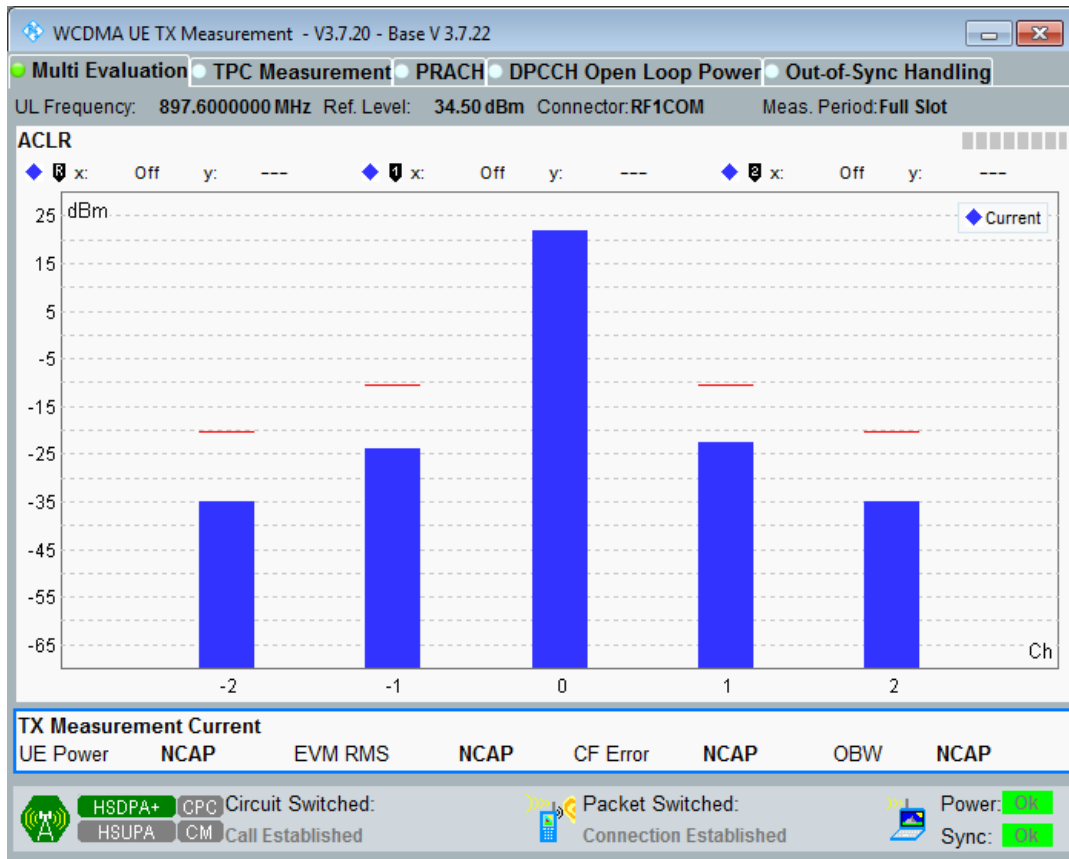 WCDMA UE TX Measurement - V3.7.20 - Base V 3.7.22
Multi Evaluation TPC Measurement PRACH DPCCH Open Loop Power Out-of-Sync Handling
UL Frequency: 897.6000000 MHz Ref. Level: 34.50 dBm Connector:RF1COM Meas. Period:Full Slot
ACLR
R x: Off y: --- 1 x: Off y: --- 2 x: Off y: ---
dBm
Current
25
15
5
-5
-15
-25
-35
-45
-55
-65
Ch
-2 -1 0 1 2
TX Measurement Current
UE Power NCAP EVM RMS NCAP CF Error NCAP OBW NCAP
HSDPA+ CPC Circuit Switched: Packet Switched: Power: Ok
HSUPA CM Call Established Connection Established Sync: Ok